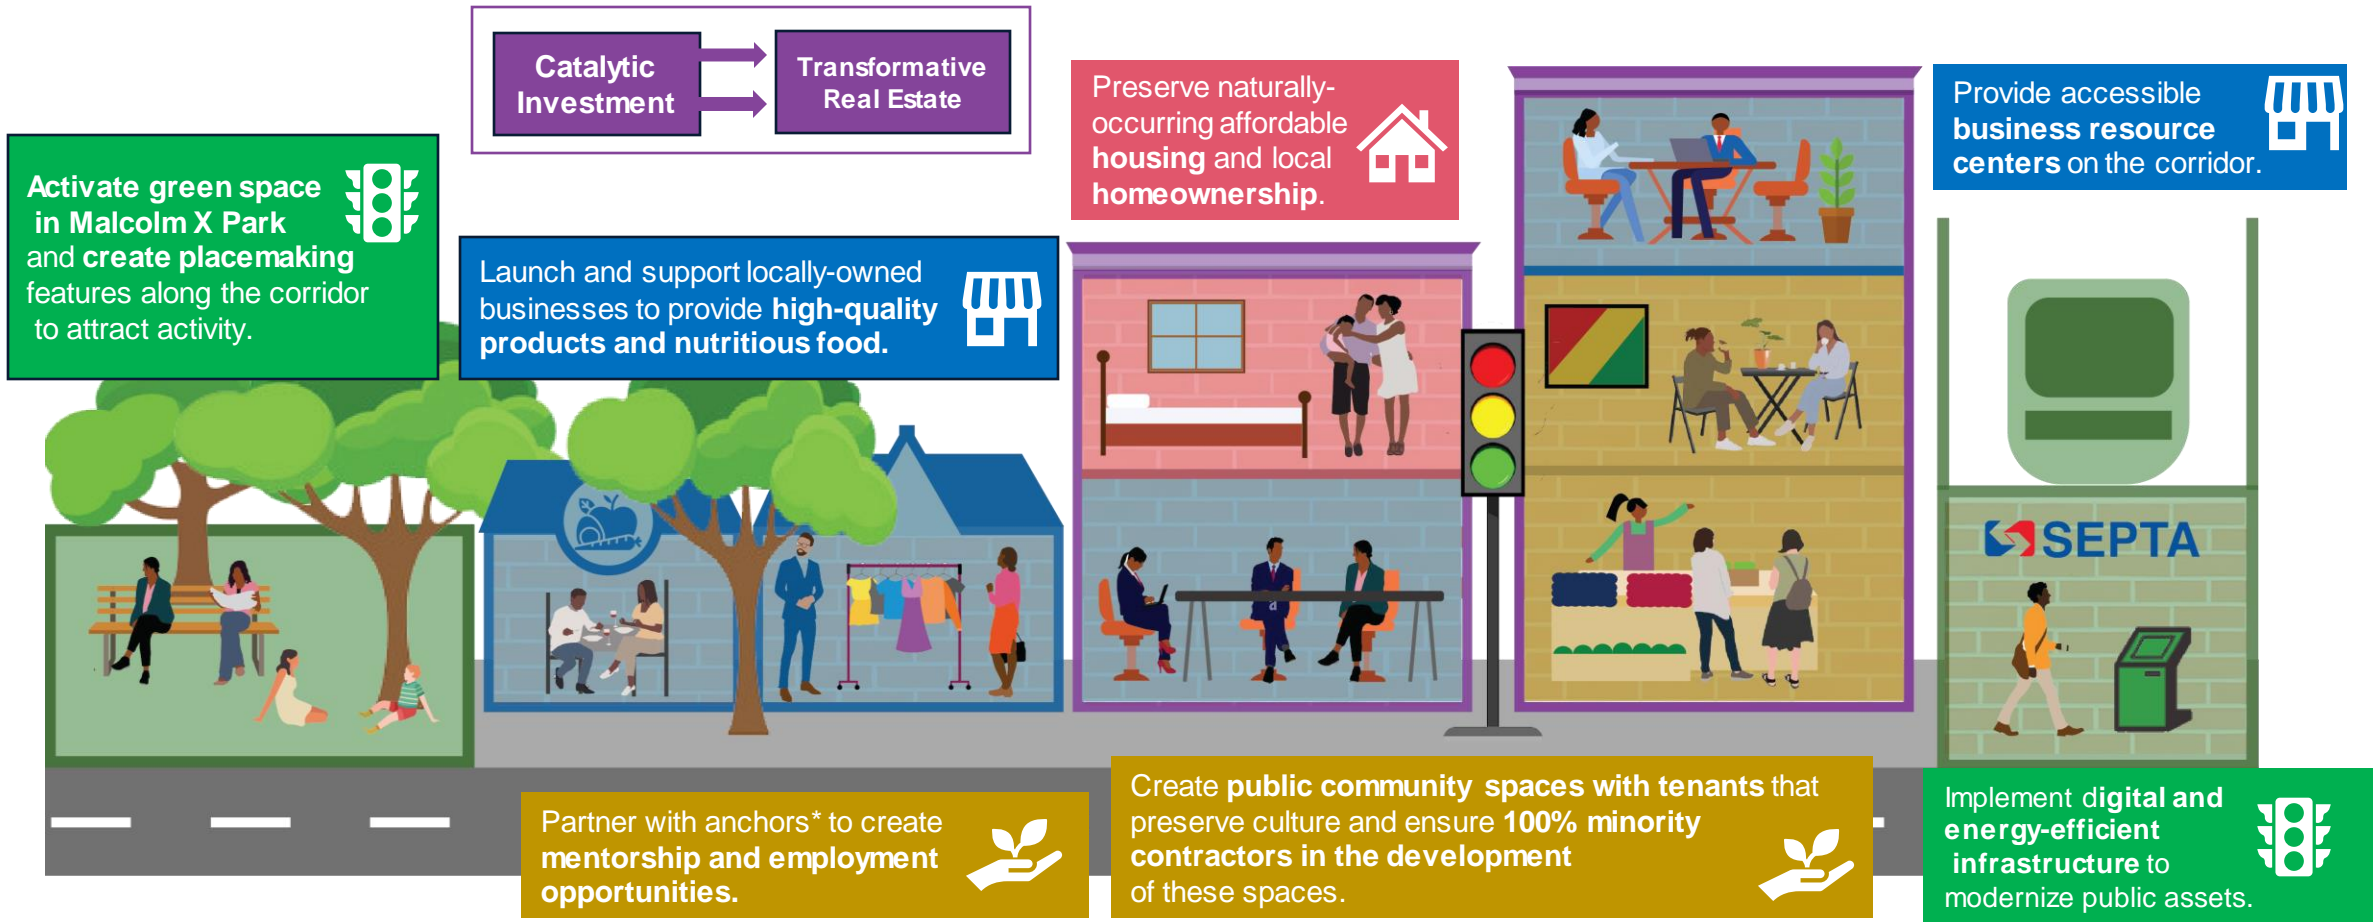 Catalytic
Investment
Transformative
Real Estate
Activate green space
in Malcolm X Park
and create placemaking
features along the corridor
to attract activity.
Launch and support locally-owned
businesses to provide high-quality
products and nutritious food.
Preserve naturally-
occurring affordable
housing and local
homeownership.
Provide accessible
business resource
centers on the corridor.
SEPTA
Partner with anchors* to create
mentorship and employment
opportunities.
Create public community spaces with tenants that
preserve culture and ensure 100% minority
contractors in the development
of these spaces.
Implement digital and
energy-efficient
infrastructure to
modernize public assets.